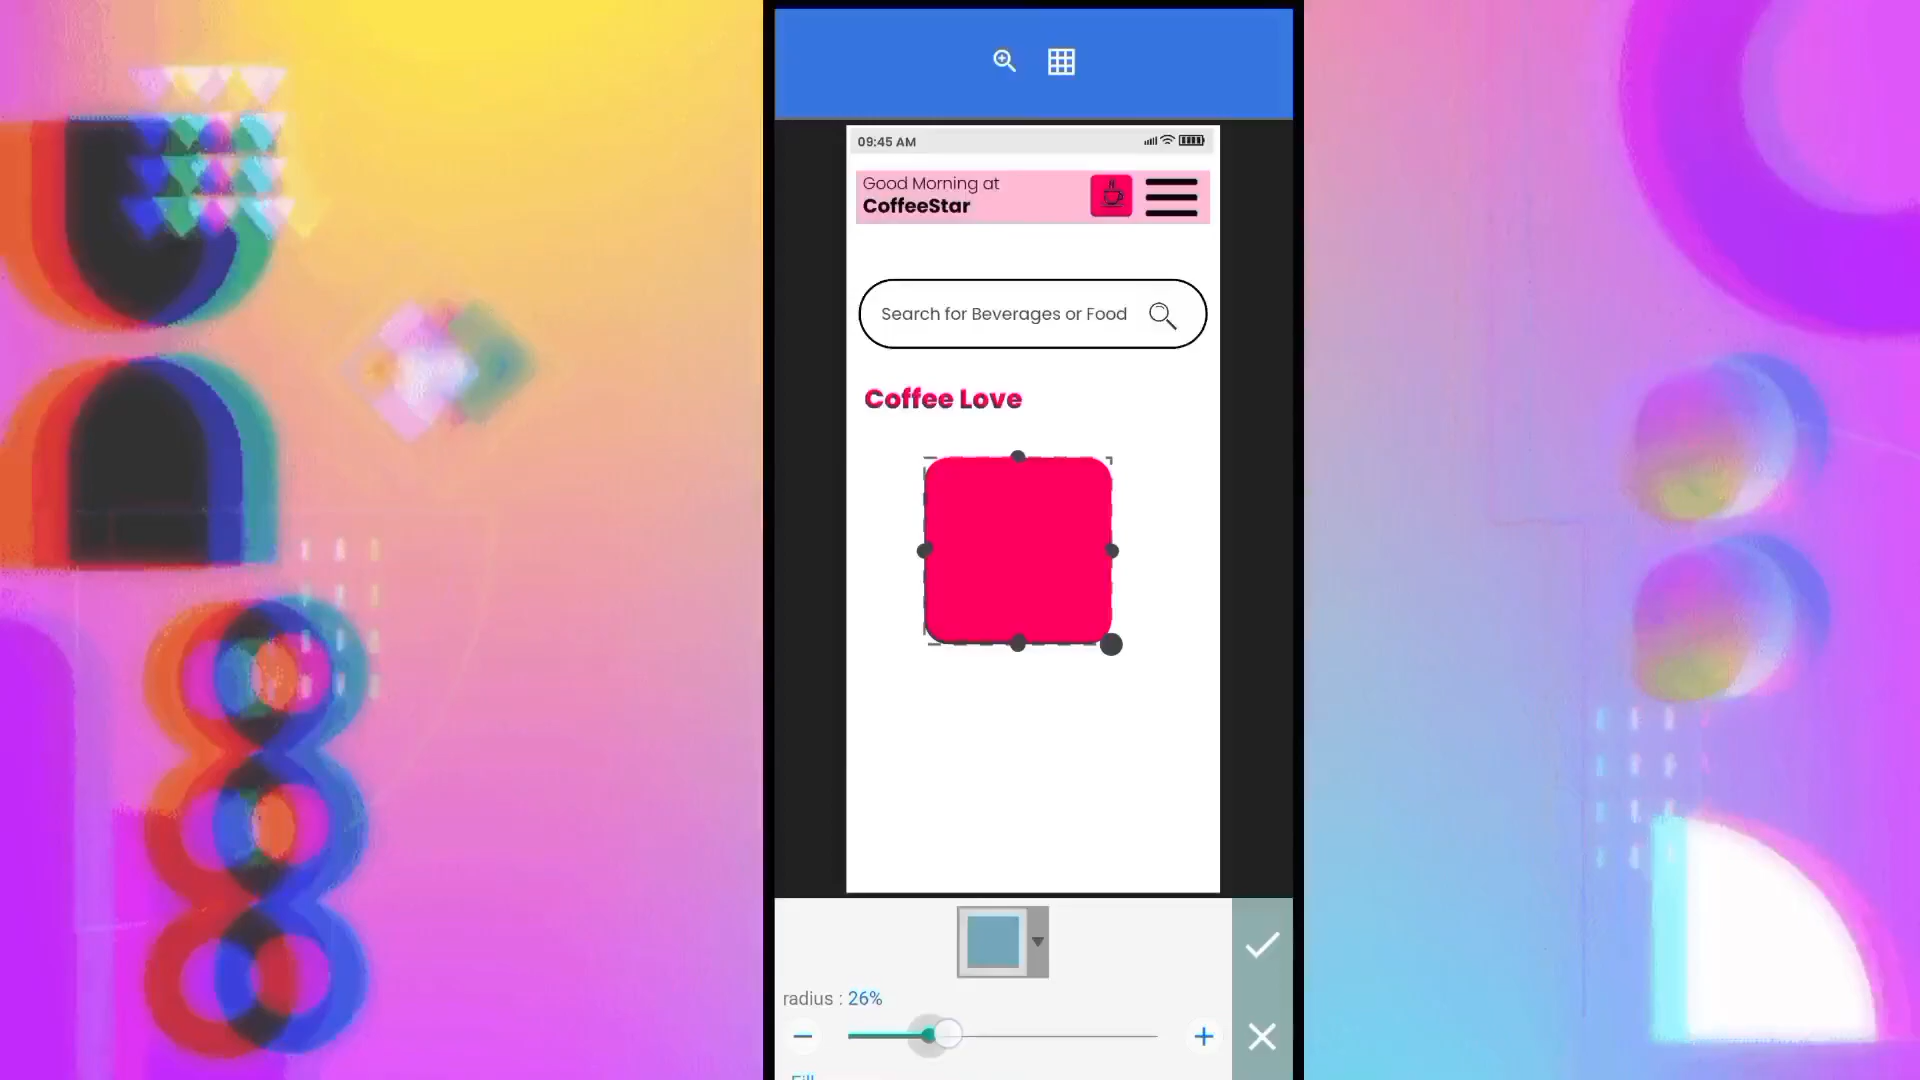 09:45 AM
Good Morning at
CoffeeStar
Search for Beverages or Food
Coffee Love
radius : 26%